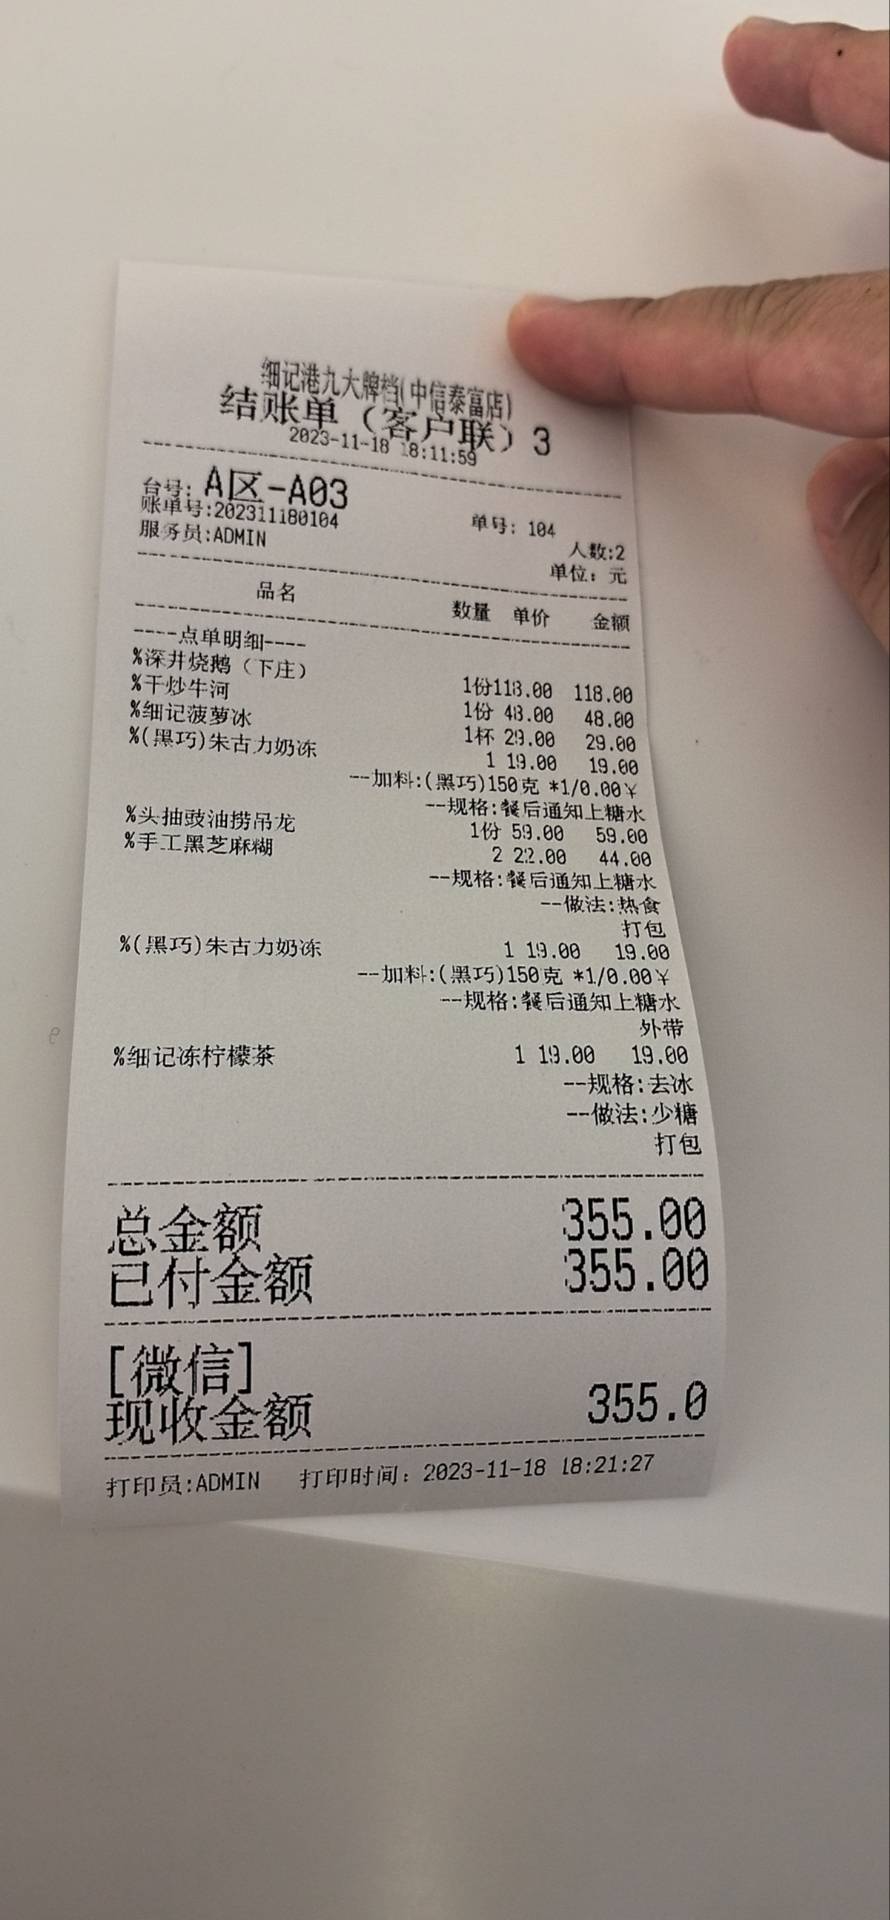 细记港九大牌档(中信泰富店)
结账单（客户联）3
2023-11-18 18:11:59
台号: A区-A03
账单号:202311180104 单号: 104
服务员:ADMIN 人数:2
单位: 元
品名 数量 单价 金额
----点单明细----
%深井烧鹅（下庄） 1份118.00 118.00
%干炒牛河 1份 48.00 48.00
%细记菠萝冰 1杯 29.00 29.00
%(黑巧)朱古力奶冻 1 19.00 19.00
--加料:(黑巧)150克 *1/0.00¥
--规格:餐后通知上糖水
%头抽豉油捞吊龙 1份 59.00 59.00
%手工黑芝麻糊 2 22.00 44.00
--规格:餐后通知上糖水
--做法:热食
打包
%(黑巧)朱古力奶冻 1 19.00 19.00
--加料:(黑巧)150克 *1/0.00¥
--规格:餐后通知上糖水
外带
%细记冻柠檬茶 1 19.00 19.00
--规格:去冰
--做法:少糖
打包
总金额 355.00
已付金额 355.00
[微信]
现收金额 355.0
打印员:ADMIN 打印时间: 2023-11-18 18:21:27